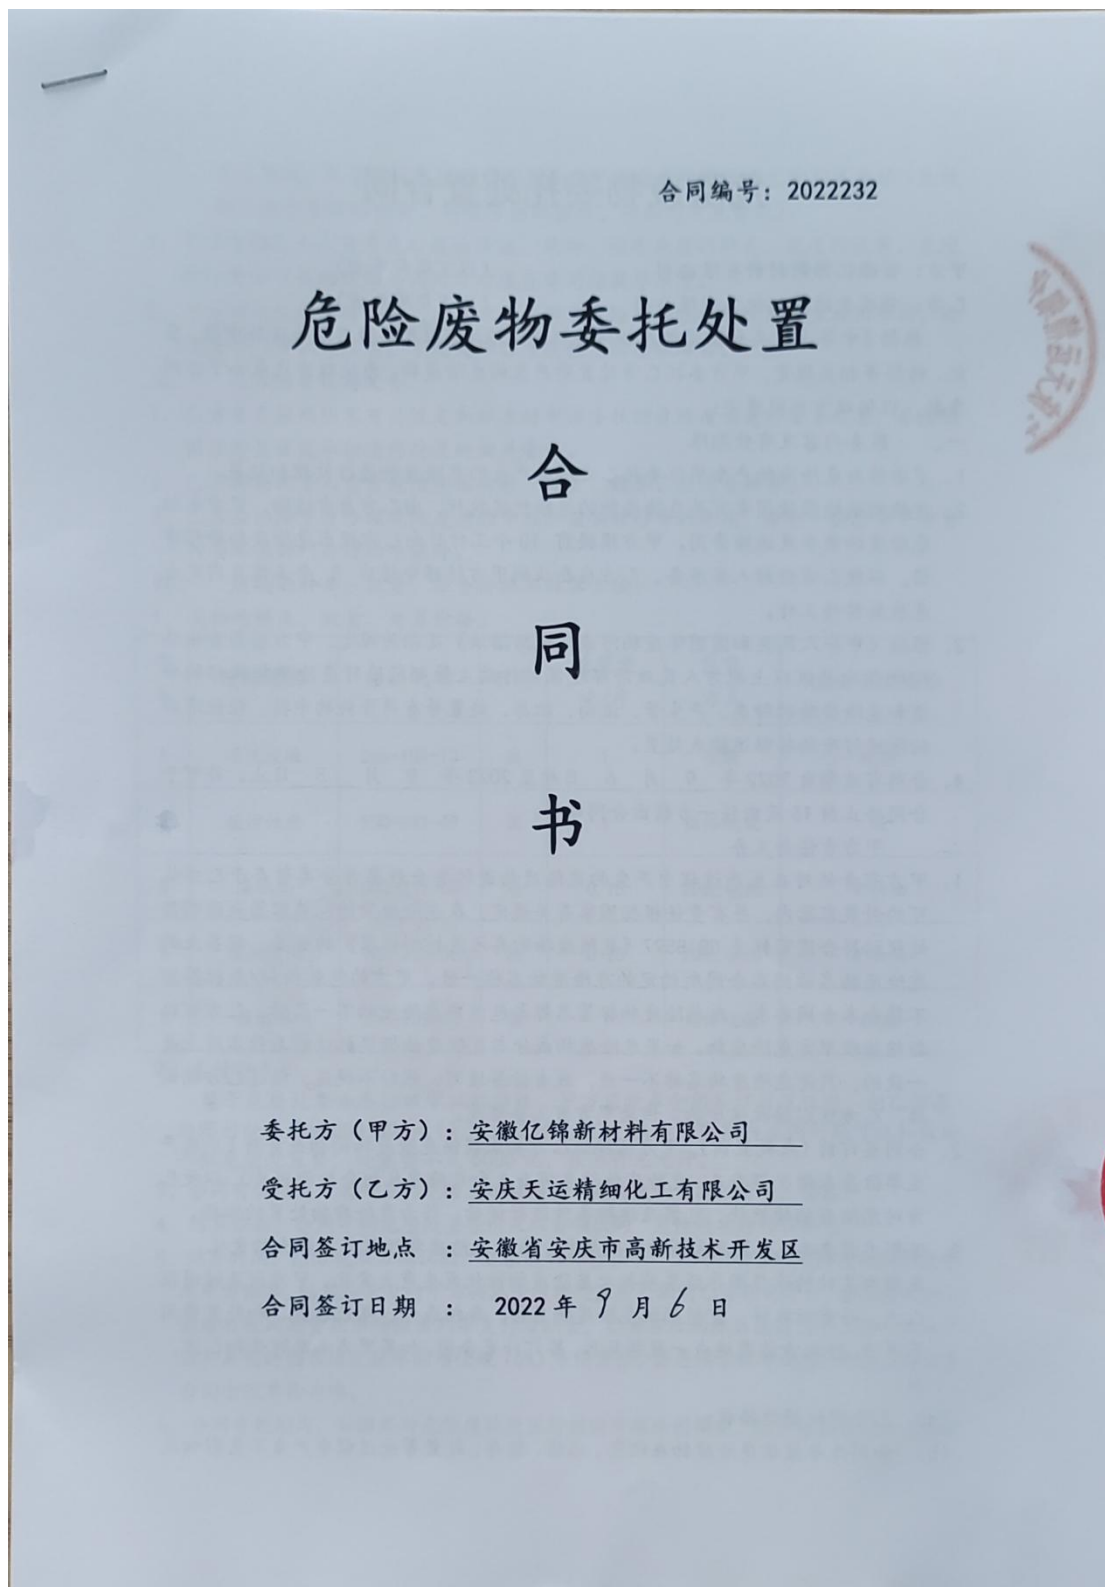 合同编号：2022232
危险废物委托处置
合
同
书
委托方（甲方）：安徽亿锦新材料有限公司
受托方（乙方）：安庆天运精细化工有限公司
合同签订地点 ：安徽省安庆市高新技术开发区
合同签订日期 ： 2022 年 9 月 6 日